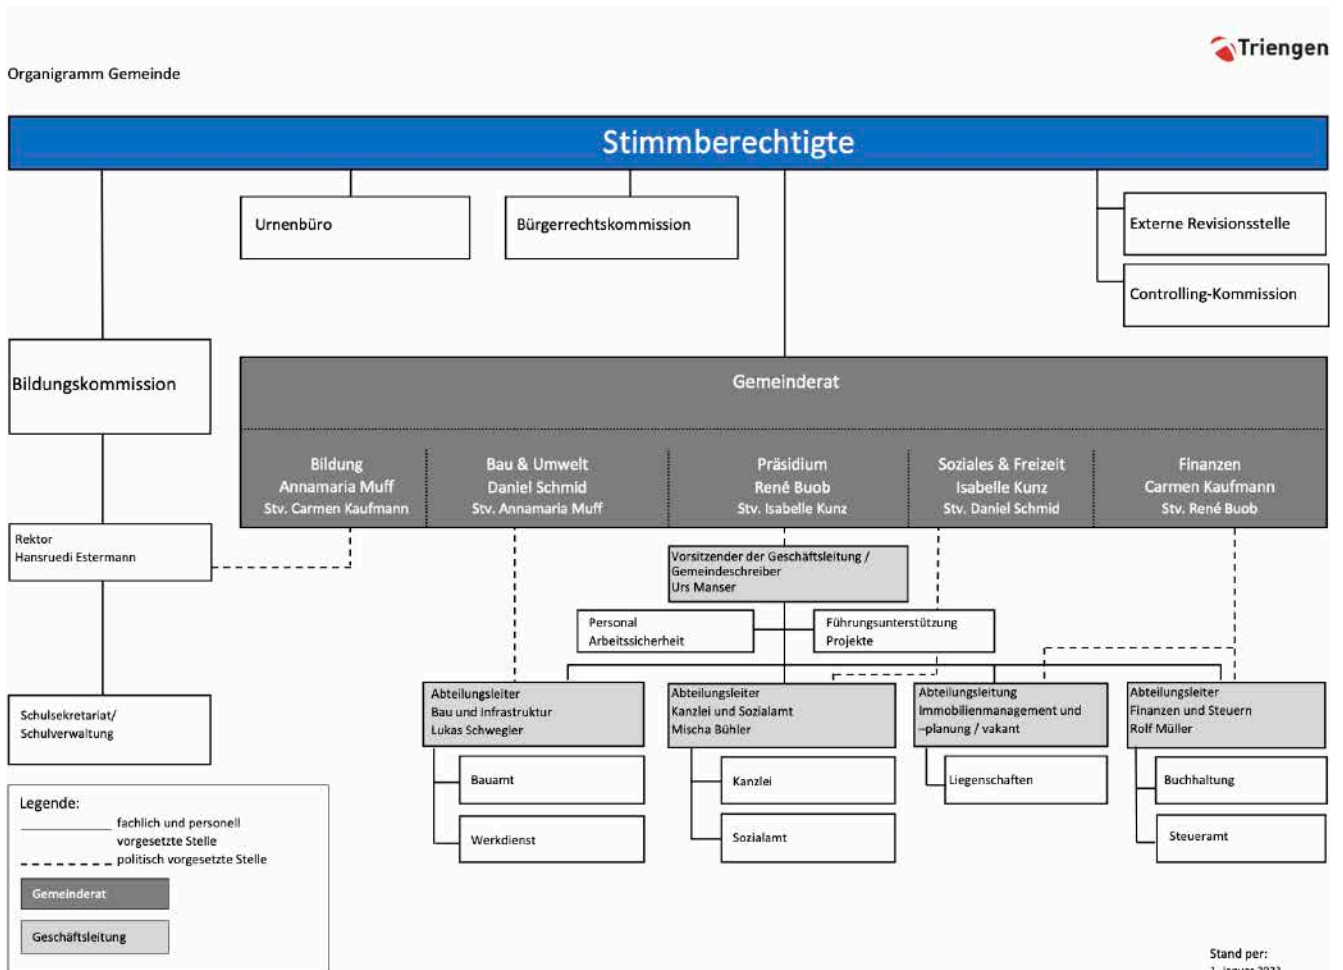 Triengen
Organigramm Gemeinde
Stimmberechtigte
Urnenbüro
Bürgerrechtskommission
Externe Revisionsstelle
Controlling-Kommission
Bildungskommission
Gemeinderat
Bildung
Annamaria Muff
Stv. Carmen Kaufmann
Bau & Umwelt
Daniel Schmid
Stv. Annamaria Muff
Präsidium
René Buob
Stv. Isabelle Kunz
Soziales & Freizeit
Isabelle Kunz
Stv. Daniel Schmid
Finanzen
Carmen Kaufmann
Stv. René Buob
Rektor
Hansruedi Estermann
Vorsitzender der Geschäftsleitung /
Gemeindeschreiber
Urs Manser
Personal
Arbeitssicherheit
Führungsunterstützung
Projekte
Schulsekretariat/
Schulverwaltung
Abteilungsleiter
Bau und Infrastruktur
Lukas Schwegler
Abteilungsleiter
Kanzlei und Sozialamt
Mischa Bühler
Abteilungsleitung
Immobilienmanagement und
–planung / vakant
Abteilungsleiter
Finanzen und Steuern
Rolf Müller
Bauamt
Werkdienst
Kanzlei
Sozialamt
Liegenschaften
Buchhaltung
Steueramt
Legende:
fachlich und personell
vorgesetzte Stelle
politisch vorgesetzte Stelle
Gemeinderat
Geschäftsleitung
Stand per: